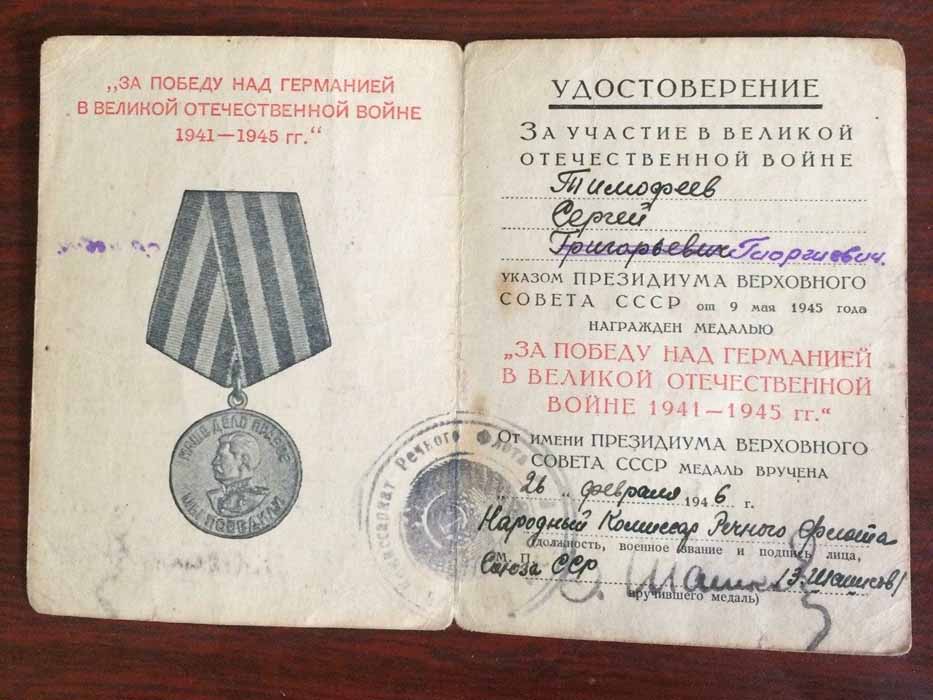 „ЗА ПОБЕДУ НАД ГЕРМАНИЕЙ
В ВЕЛИКОЙ ОТЕЧЕСТВЕННОЙ ВОЙНЕ
1941—1945 гг.“
НАШЕ ДЕЛО ПРАВОЕ
МЫ ПОБЕДИЛИ
Речного Флота
УДОСТОВЕРЕНИЕ
ЗА УЧАСТИЕ В ВЕЛИКОЙ
ОТЕЧЕСТВЕННОЙ ВОЙНЕ
Тимофеев
Сергей
Григорьевич Георгиевич.
УКАЗОМ ПРЕЗИДИУМА ВЕРХОВНОГО
СОВЕТА СССР от 9 мая 1945 года
НАГРАЖДЕН МЕДАЛЬЮ
„ЗА ПОБЕДУ НАД ГЕРМАНИЕЙ
В ВЕЛИКОЙ ОТЕЧЕСТВЕННОЙ
ВОЙНЕ 1941—1945 гг.“
ОТ ИМЕНИ ПРЕЗИДИУМА ВЕРХОВНОГО
СОВЕТА СССР МЕДАЛЬ ВРУЧЕНА
„26„ февраля 1946 г.
Народный Комиссар Речного Флота
(должность, военное звание и подпись лица,
М. П.
Союза ССР (З. Шашков)
вручившего медаль)